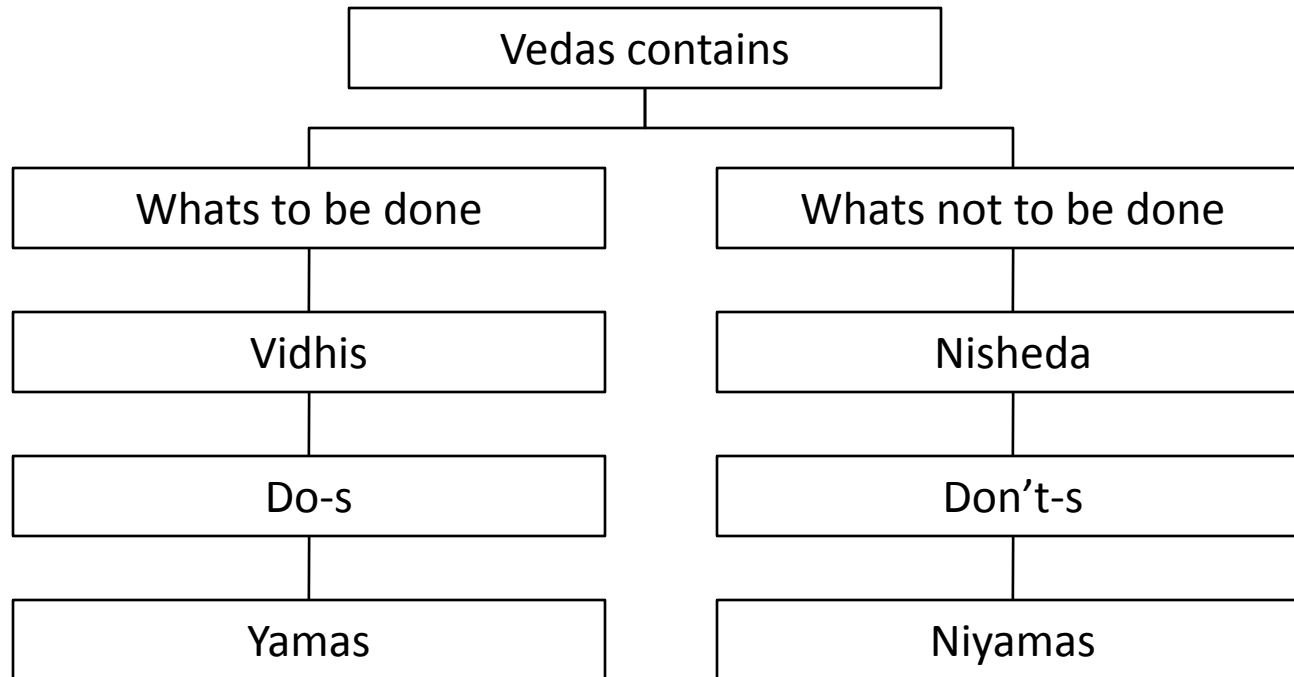 Vedas contains
Whats to be done
Whats not to be done
Vidhis
Nisheda
Do-s
Don’t-s
Yamas
Niyamas